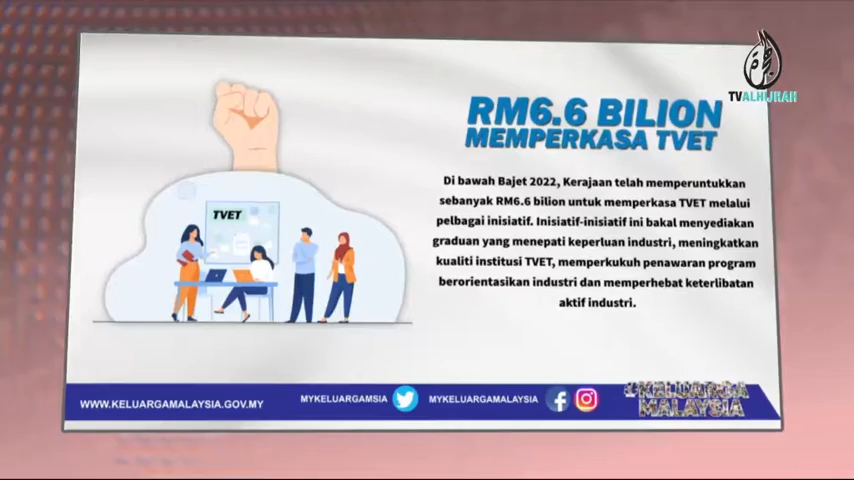 TVALHIJRAH
RM6.6 BILION
MEMPERKASA TVET
Di bawah Bajet 2022, Kerajaan telah memperuntukkan
sebanyak RM6.6 bilion untuk memperkasa TVET melalui
pelbagai inisiatif. Inisiatif-inisiatif ini bakal menyediakan
graduan yang menepati keperluan industri, meningkatkan
kualiti institusi TVET, memperkukuh penawaran program
berorientasikan industri dan memperhebat keterlibatan
aktif industri.
TVET
WWW.KELUARGAMALAYSIA.GOV.MY
MYKELUARGAMSIA
MYKELUARGAMALAYSIA
#KELUARGA
MALAYSIA